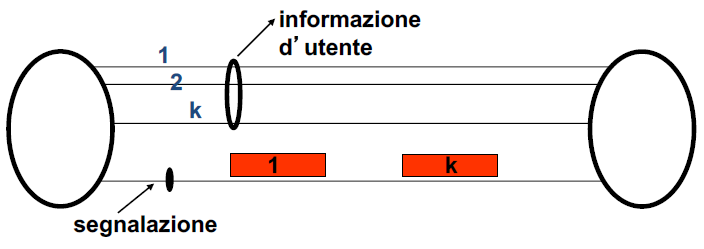 informazione
d’utente
1
2
k
1
k
segnalazione